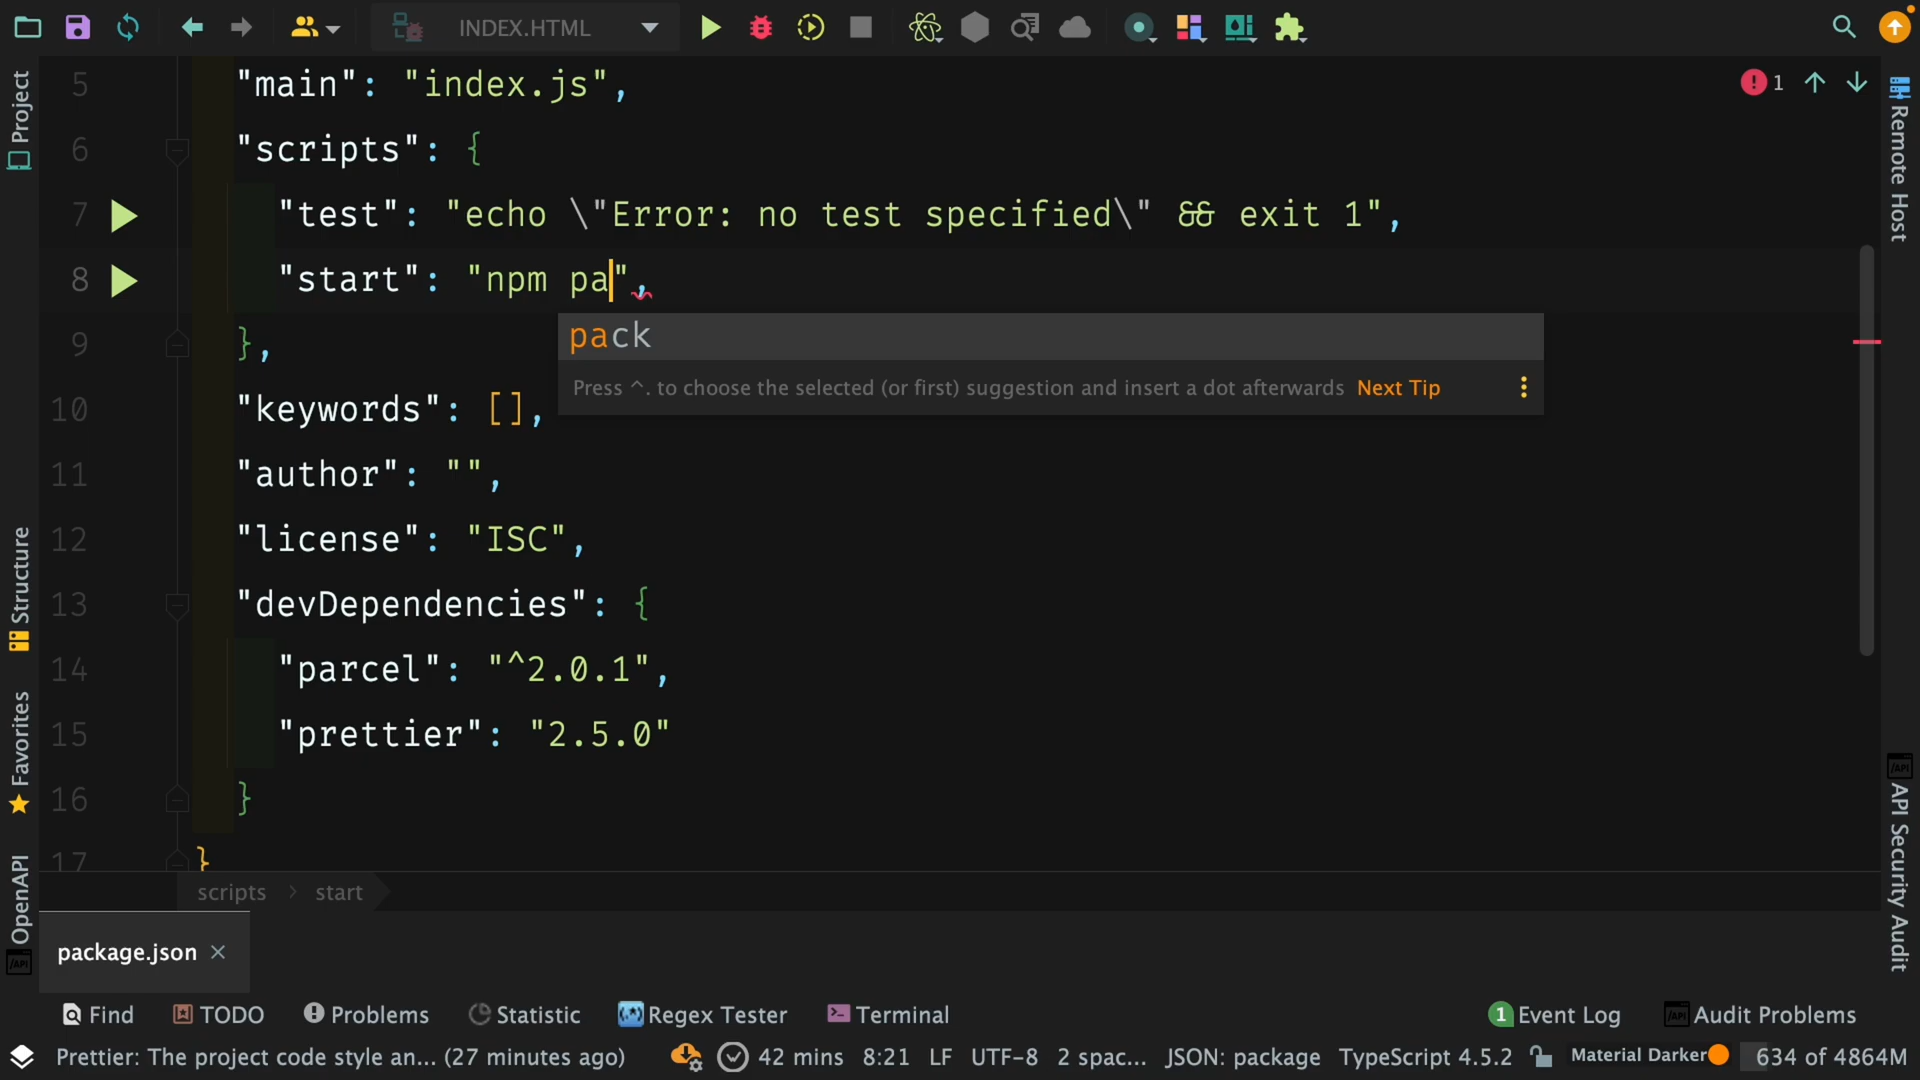 INDEX.HTML
Project
Structure
Favorites
OpenAPI
Remote Host
API Security Audit
1
5 "main": "index.js",
6 "scripts": {
7 "test": "echo \"Error: no test specified\" && exit 1",
8 "start": "npm pa",
pack
Press ^. to choose the selected (or first) suggestion and insert a dot afterwards Next Tip
9 },
10 "keywords": [],
11 "author": "",
12 "license": "ISC",
13 "devDependencies": {
14 "parcel": "^2.0.1",
15 "prettier": "2.5.0"
16 }
17 }
scripts > start
package.json
Find TODO Problems Statistic Regex Tester Terminal 1 Event Log Audit Problems
Prettier: The project code style an... (27 minutes ago) 42 mins 8:21 LF UTF-8 2 spac... JSON: package TypeScript 4.5.2 Material Darker 634 of 4864M